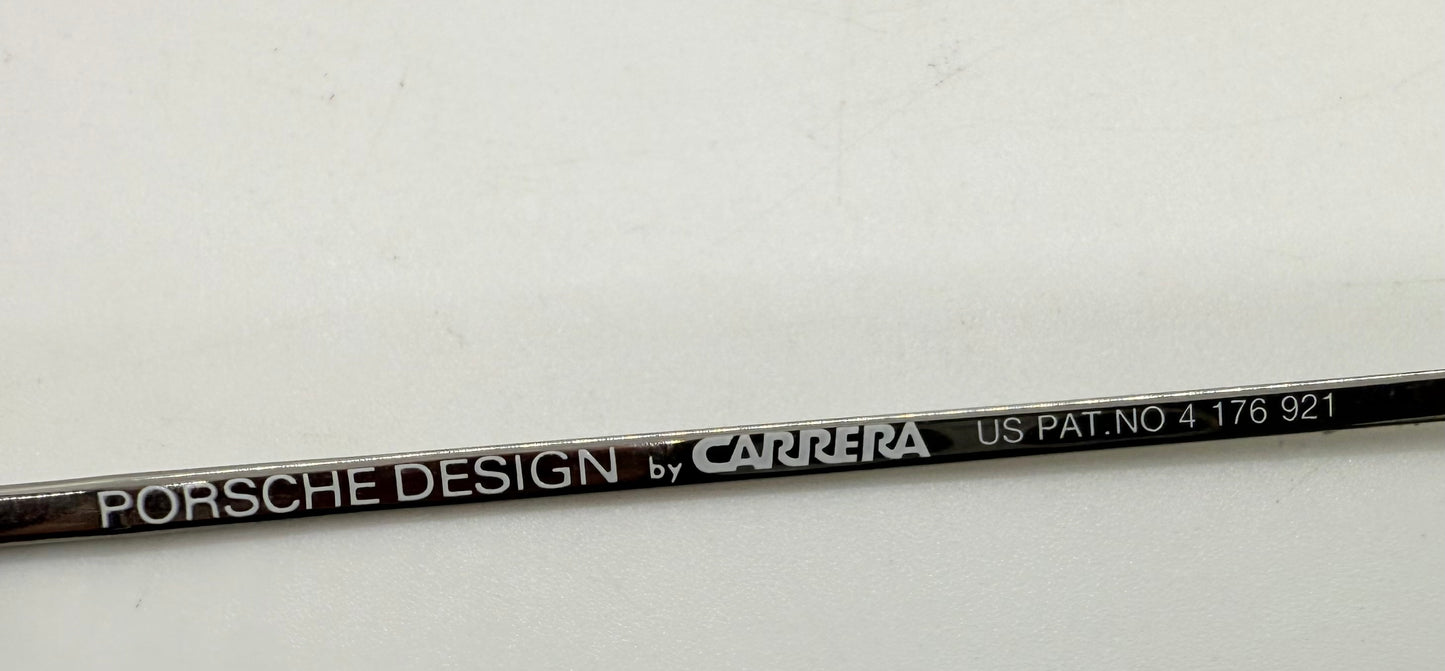 PORSCHE DESIGN by CARRERA US PAT.NO 4 176 921